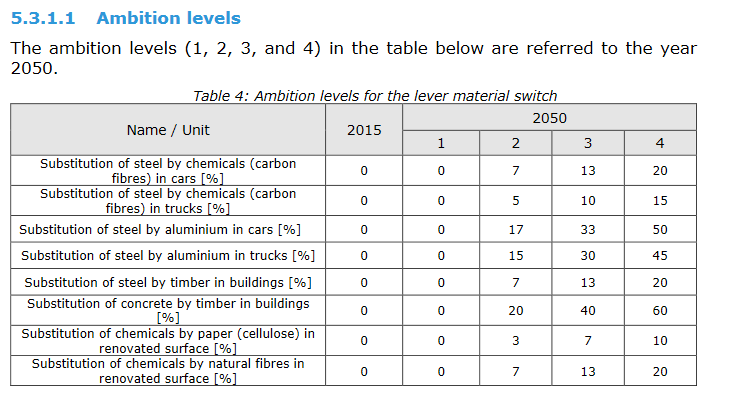 5.3.1.1 Ambition levels
The ambition levels (1, 2, 3, and 4) in the table below are referred to the year
2050.
Table 4: Ambition levels for the lever material switch
Name / Unit 2015 2050
1 2 3 4
Substitution of steel by chemicals (carbon
fibres) in cars [%] 0 0 7 13 20
Substitution of steel by chemicals (carbon
fibres) in trucks [%] 0 0 5 10 15
Substitution of steel by aluminium in cars [%] 0 0 17 33 50
Substitution of steel by aluminium in trucks [%] 0 0 15 30 45
Substitution of steel by timber in buildings [%] 0 0 7 13 20
Substitution of concrete by timber in buildings
[%] 0 0 20 40 60
Substitution of chemicals by paper (cellulose) in
renovated surface [%] 0 0 3 7 10
Substitution of chemicals by natural fibres in
renovated surface [%] 0 0 7 13 20